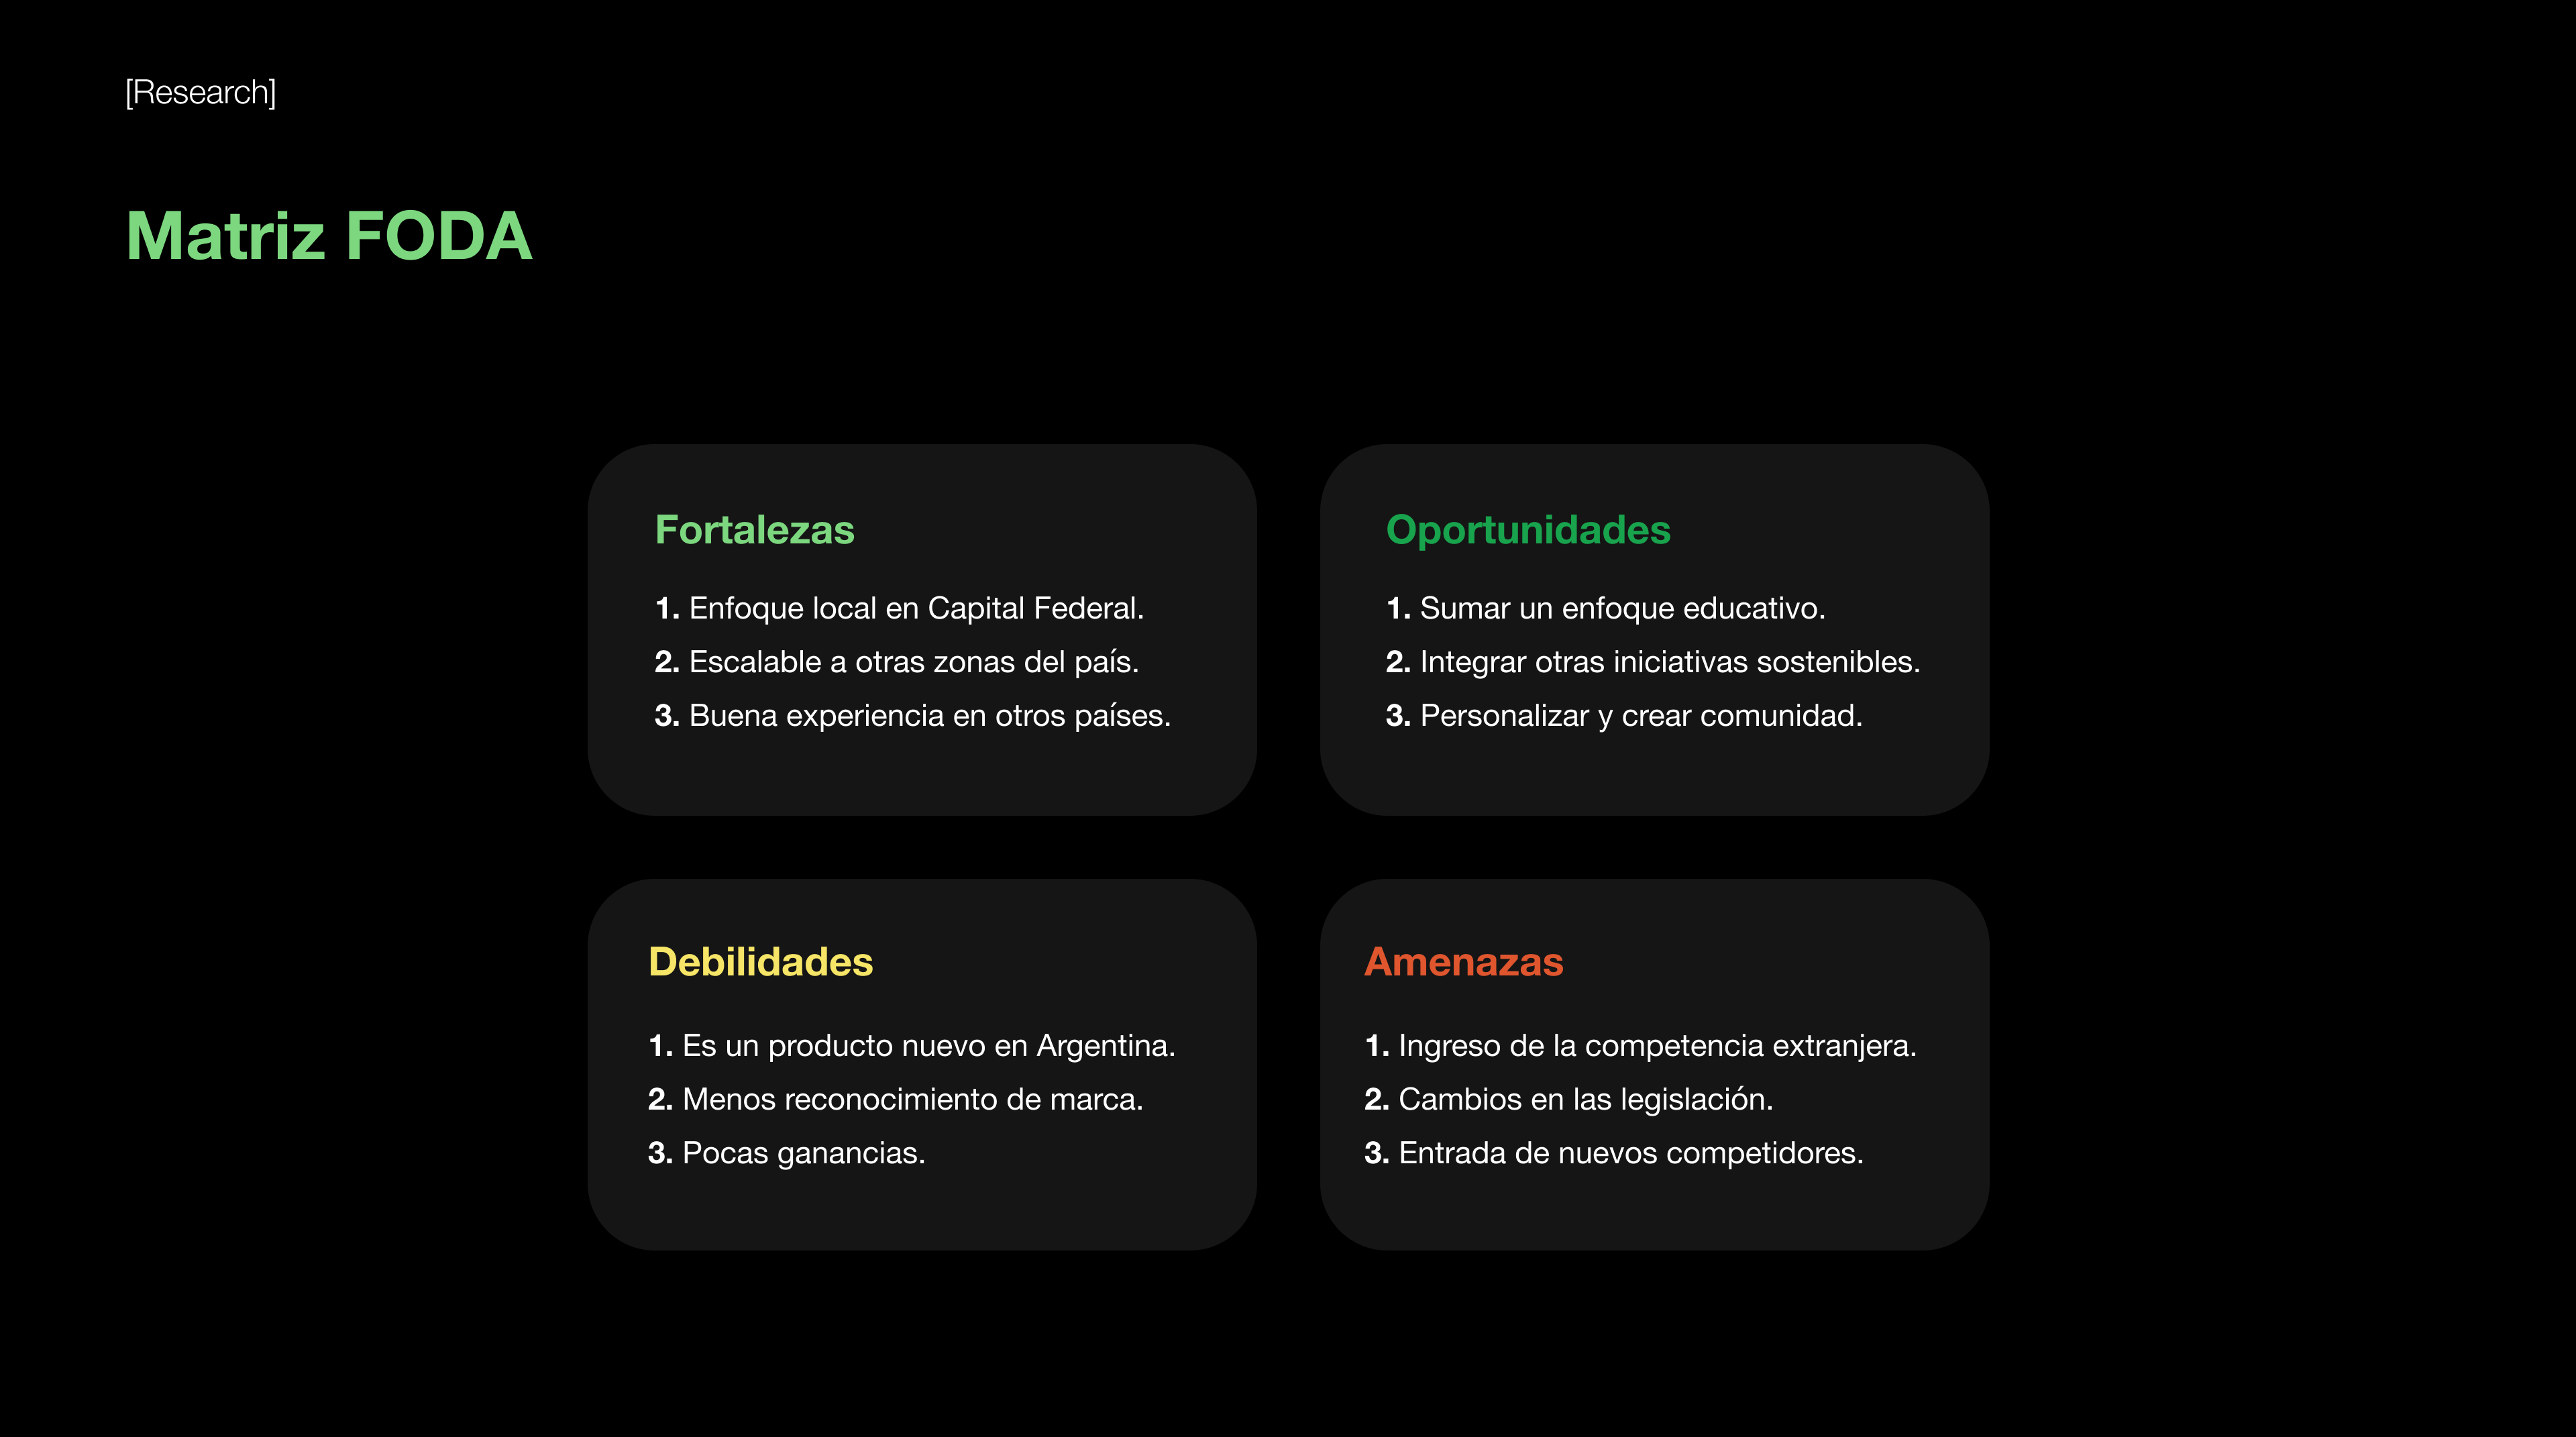 [Research]
Matriz FODA
Fortalezas
1. Enfoque local en Capital Federal.
2. Escalable a otras zonas del país.
3. Buena experiencia en otros países.
Oportunidades
1. Sumar un enfoque educativo.
2. Integrar otras iniciativas sostenibles.
3. Personalizar y crear comunidad.
Debilidades
1. Es un producto nuevo en Argentina.
2. Menos reconocimiento de marca.
3. Pocas ganancias.
Amenazas
1. Ingreso de la competencia extranjera.
2. Cambios en las legislación.
3. Entrada de nuevos competidores.